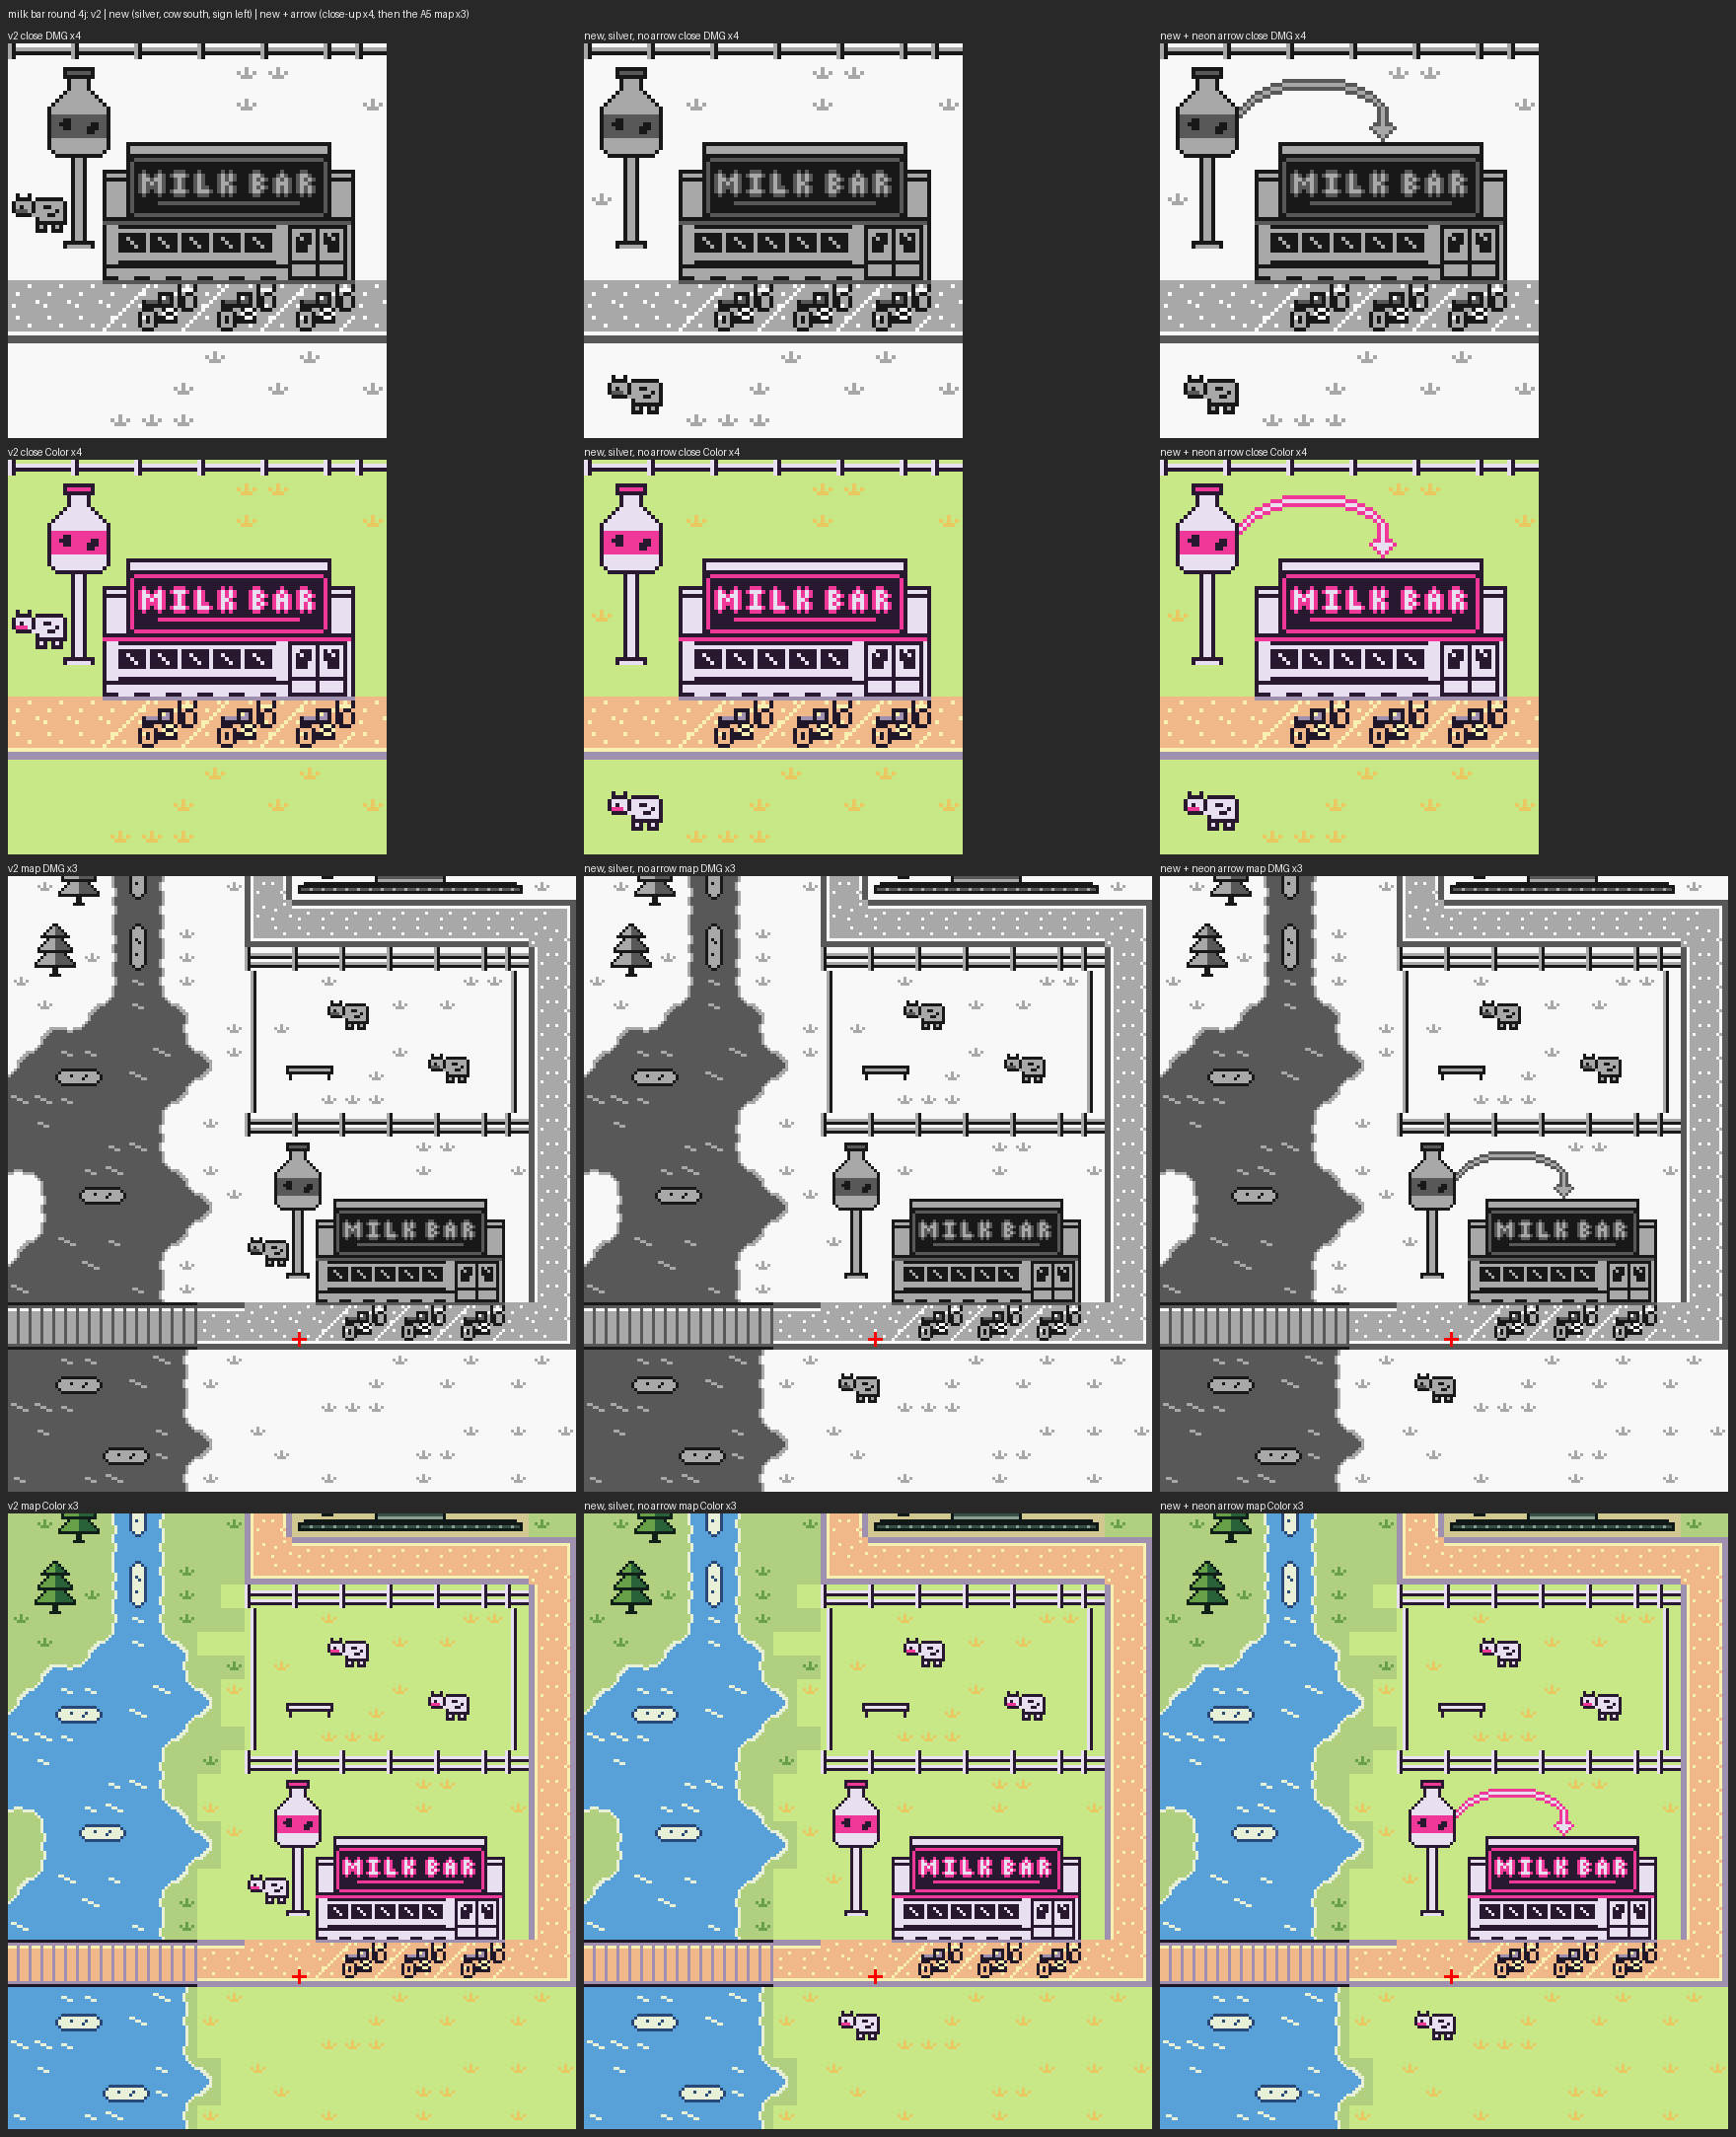 milk bar round 4j: v2 | new (silver, cow south, sign left) | new + arrow (close-up x4, then the A5 map x3)
v2 close DMG x4
new, silver, no arrow close DMG x4
new + neon arrow close DMG x4
MILK BAR
MILK BAR
MILK BAR
v2 close Color x4
new, silver, no arrow close Color x4
new + neon arrow close Color x4
MILK BAR
MILK BAR
MILK BAR
v2 map DMG x3
new, silver, no arrow map DMG x3
new + neon arrow map DMG x3
MILK BAR
MILK BAR
MILK BAR
v2 map Color x3
new, silver, no arrow map Color x3
new + neon arrow map Color x3
MILK BAR
MILK BAR
MILK BAR